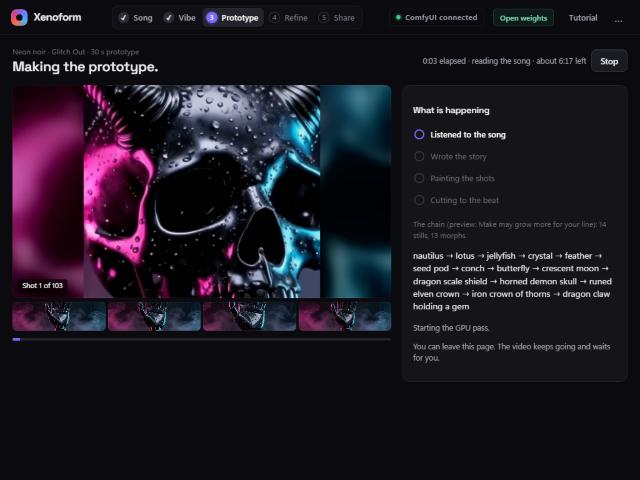 Xenoform
Song
Vibe
3 Prototype
4 Refine
5 Share
ComfyUI connected
Open weights
Tutorial
...
Neon noir · Glitch Out · 30 s prototype
Making the prototype.
0:03 elapsed · reading the song · about 6:17 left
Stop
Shot 1 of 103
What is happening
Listened to the song
Wrote the story
Painting the shots
Cutting to the beat
The chain (preview: Make may grow more for your line): 14
stills, 13 morphs
nautilus → lotus → jellyfish → crystal → feather →
seed pod → conch → butterfly → crescent moon →
dragon scale shield → horned demon skull → runed
elven crown → iron crown of thorns → dragon claw
holding a gem
Starting the GPU pass.
You can leave this page. The video keeps going and waits
for you.